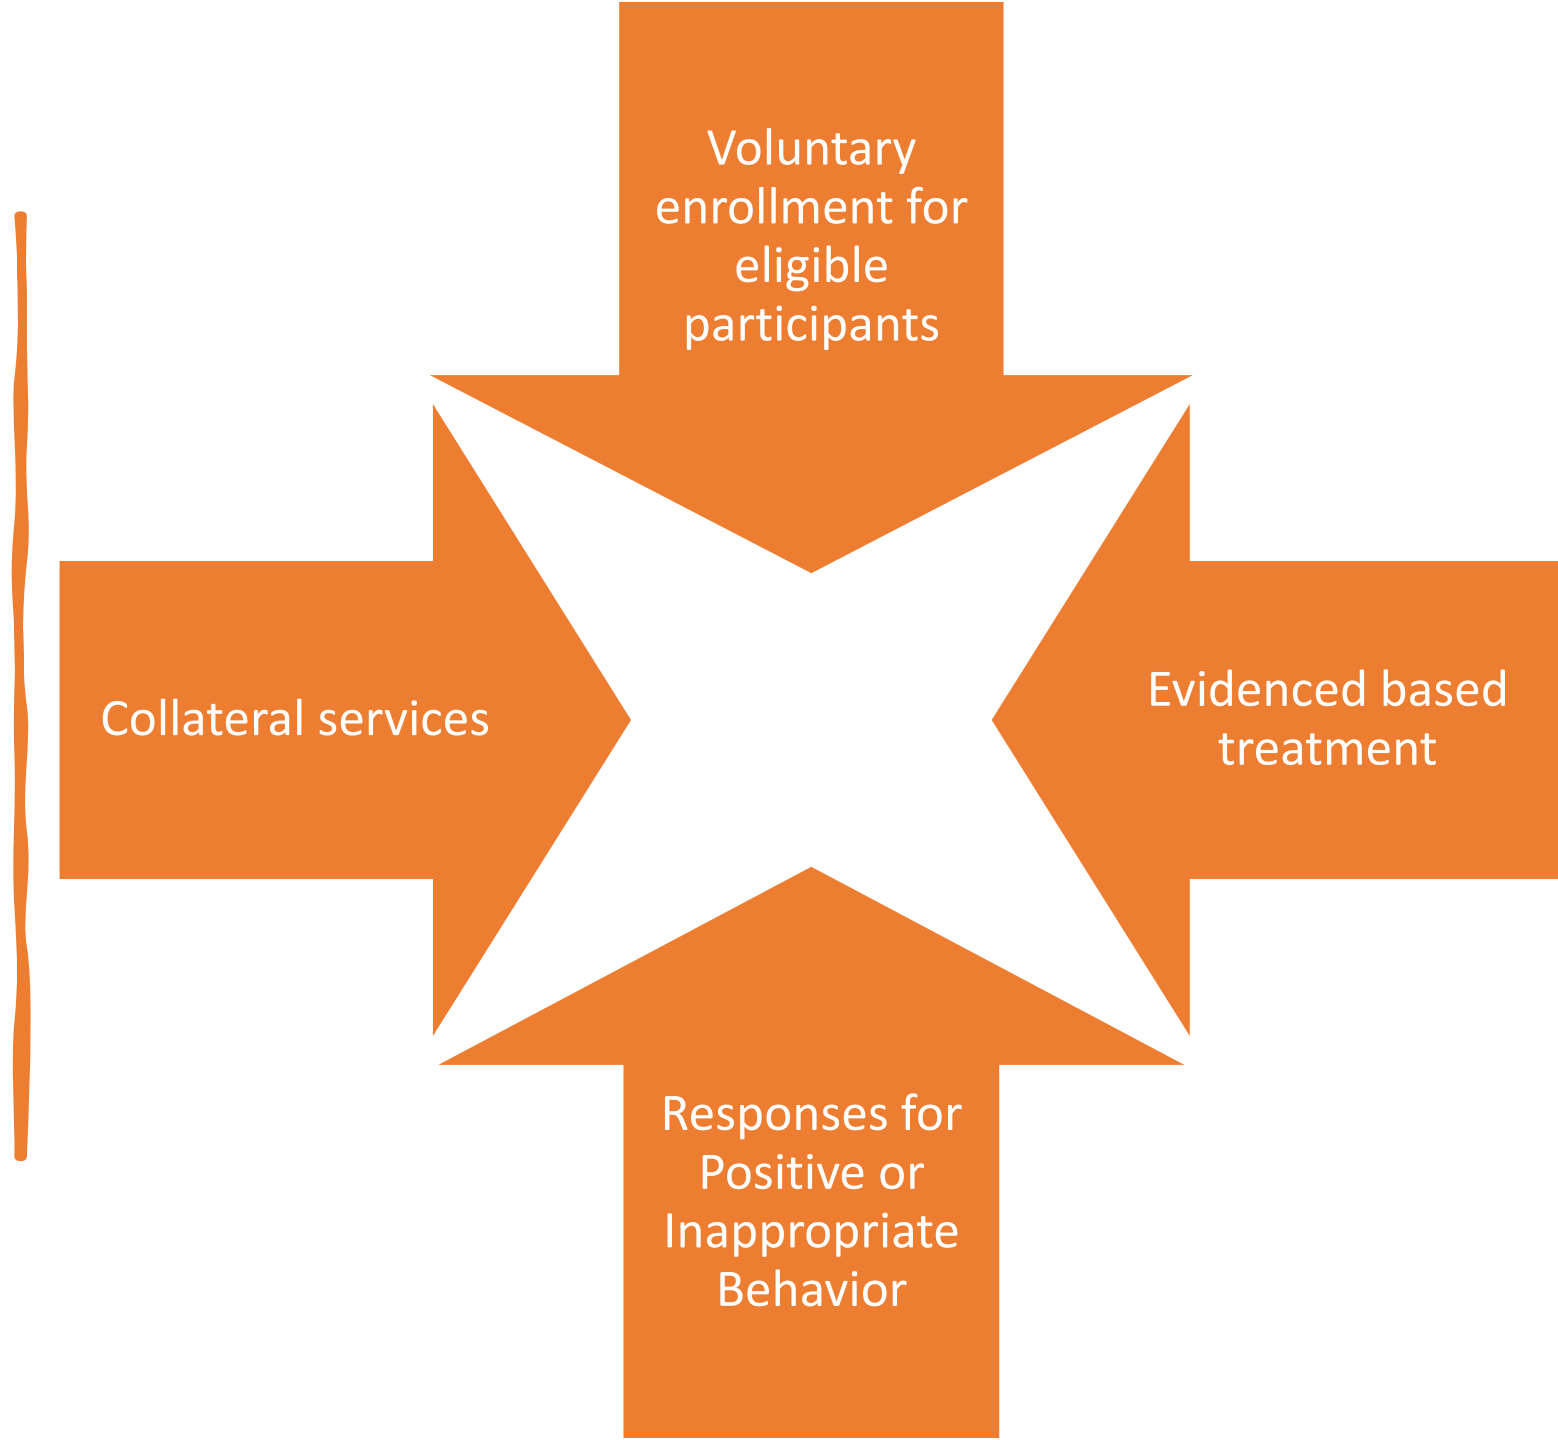 Voluntary
enrollment for
eligible
participants
Collateral services
Evidenced based
treatment
Responses for
Positive or
Inappropriate
Behavior